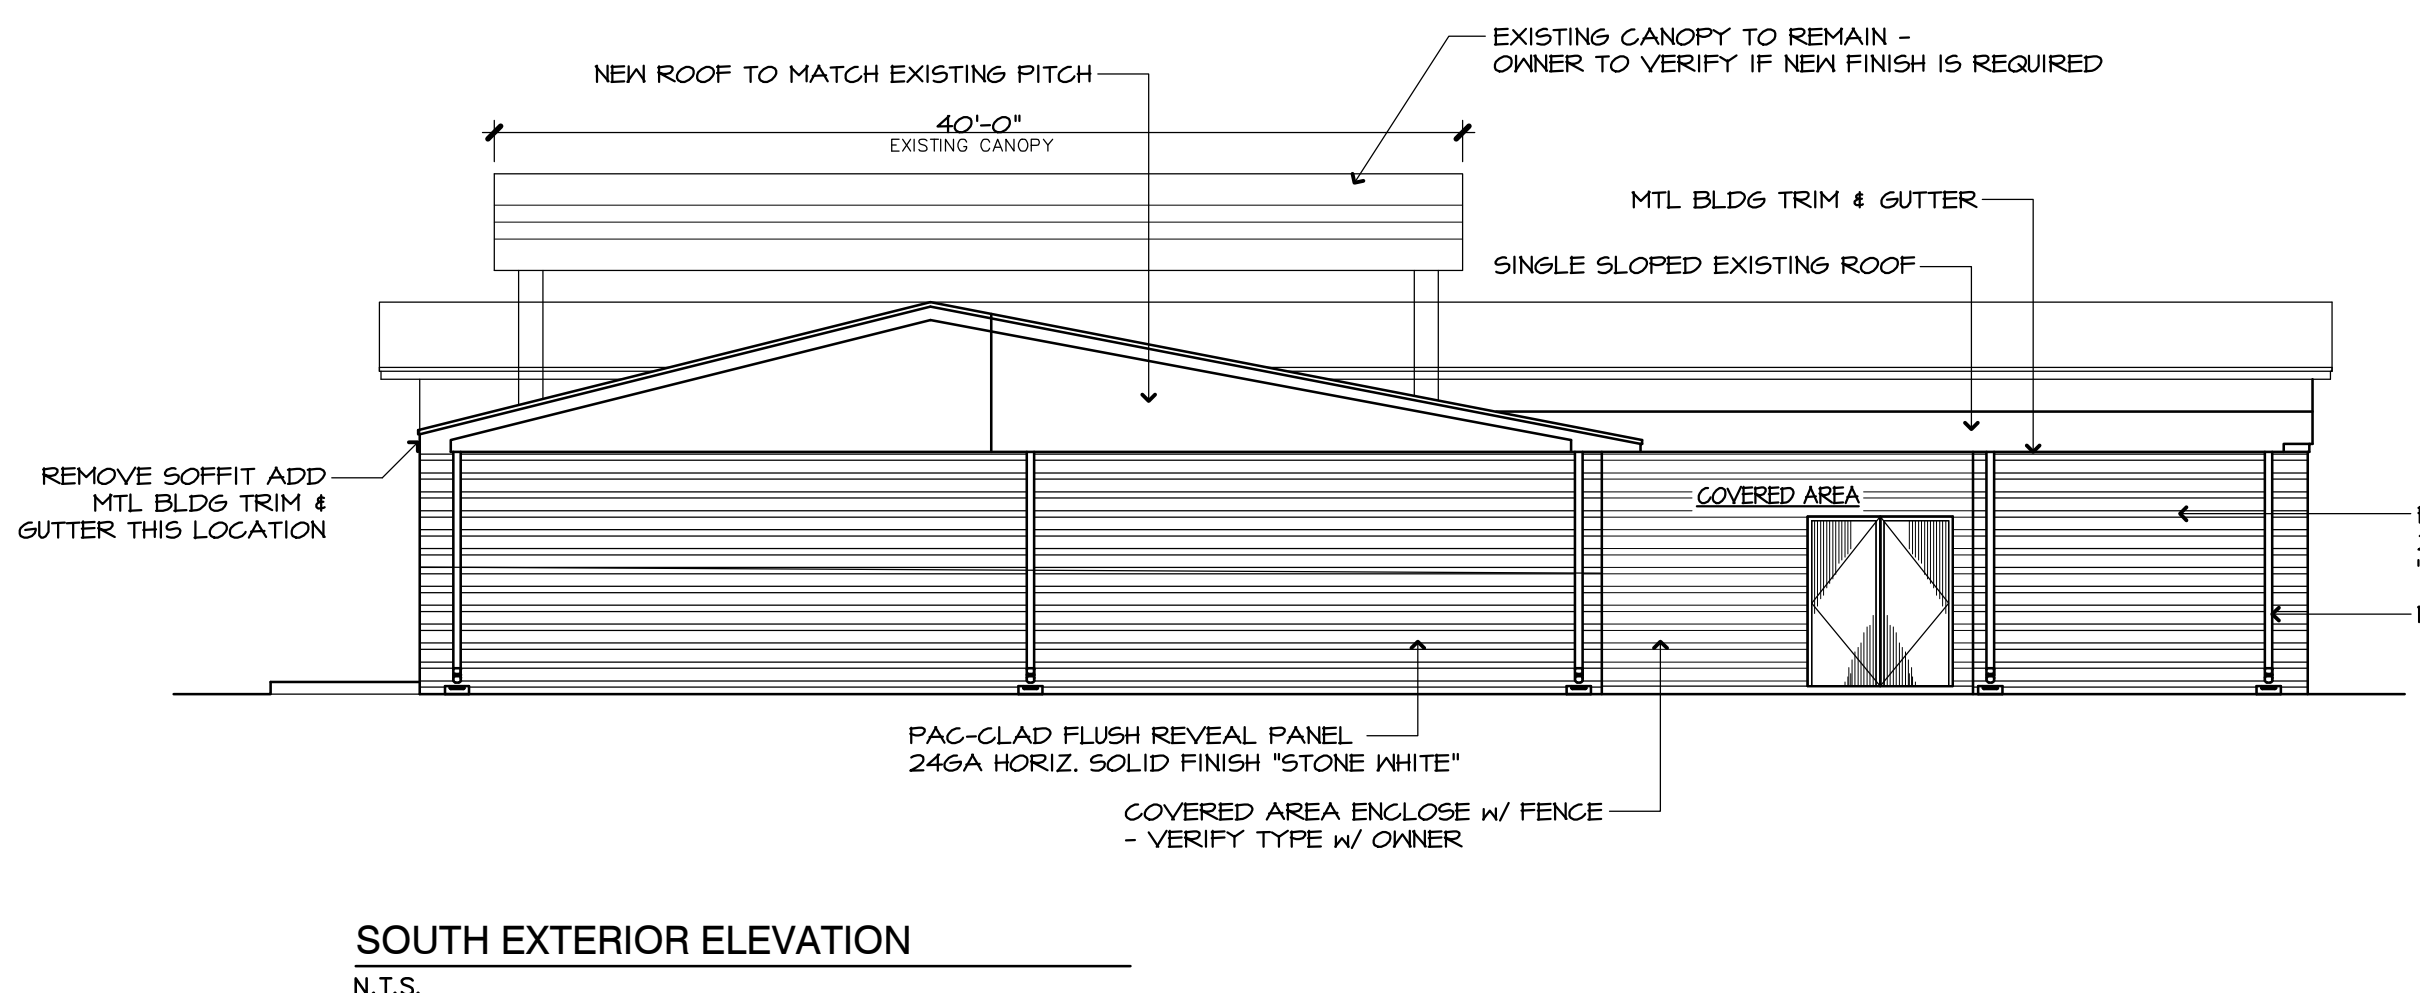 EXISTING CANOPY TO REMAIN -
OWNER TO VERIFY IF NEW FINISH IS REQUIRED
NEW ROOF TO MATCH EXISTING PITCH
40'-0"
EXISTING CANOPY
MTL BLDG TRIM & GUTTER
SINGLE SLOPED EXISTING ROOF
REMOVE SOFFIT ADD
MTL BLDG TRIM &
GUTTER THIS LOCATION
COVERED AREA
PAC-CLAD FLUSH REVEAL PANEL
24GA HORIZ. SOLID FINISH "STONE WHITE"
COVERED AREA ENCLOSE W/ FENCE
- VERIFY TYPE W/ OWNER
SOUTH EXTERIOR ELEVATION
N.T.S.